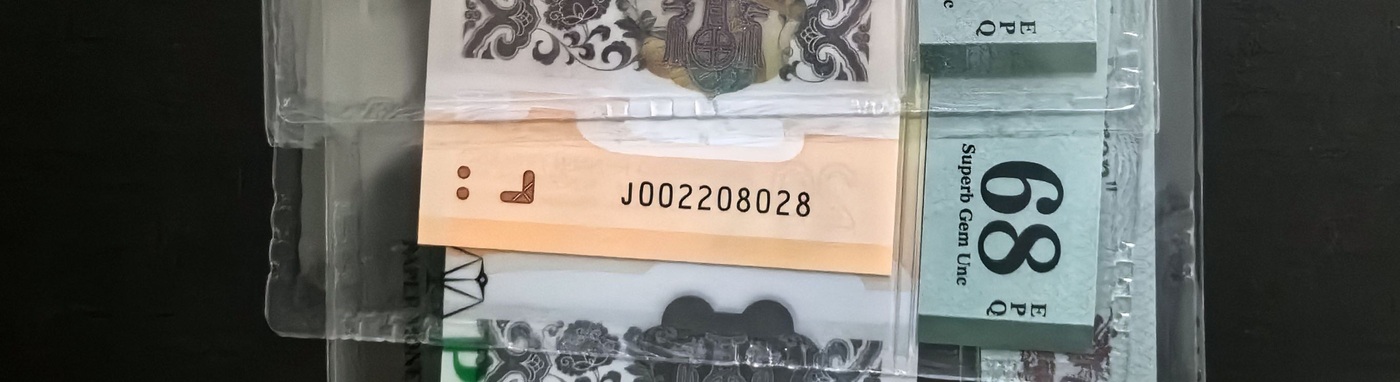 E
P
Q
J002208028
68
Superb Gem Unc
E
P
Q